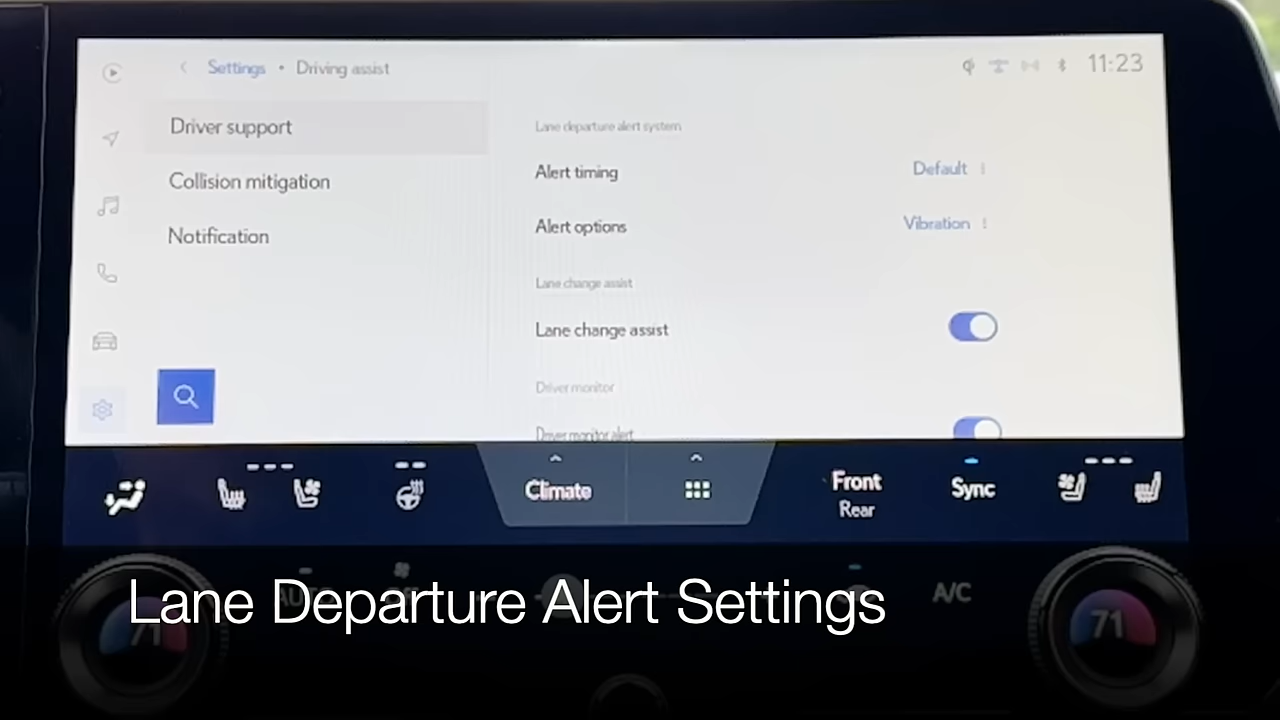 Settings • Driving assist
11:23
Driver support
Collision mitigation
Notification
Lane departure alert system
Alert timing
Default
Alert options
Vibration
Lane change assist
Lane change assist
Driver monitor
Driver monitor alert
Climate
Front
Rear
Sync
A/C
Lane Departure Alert Settings
71
71